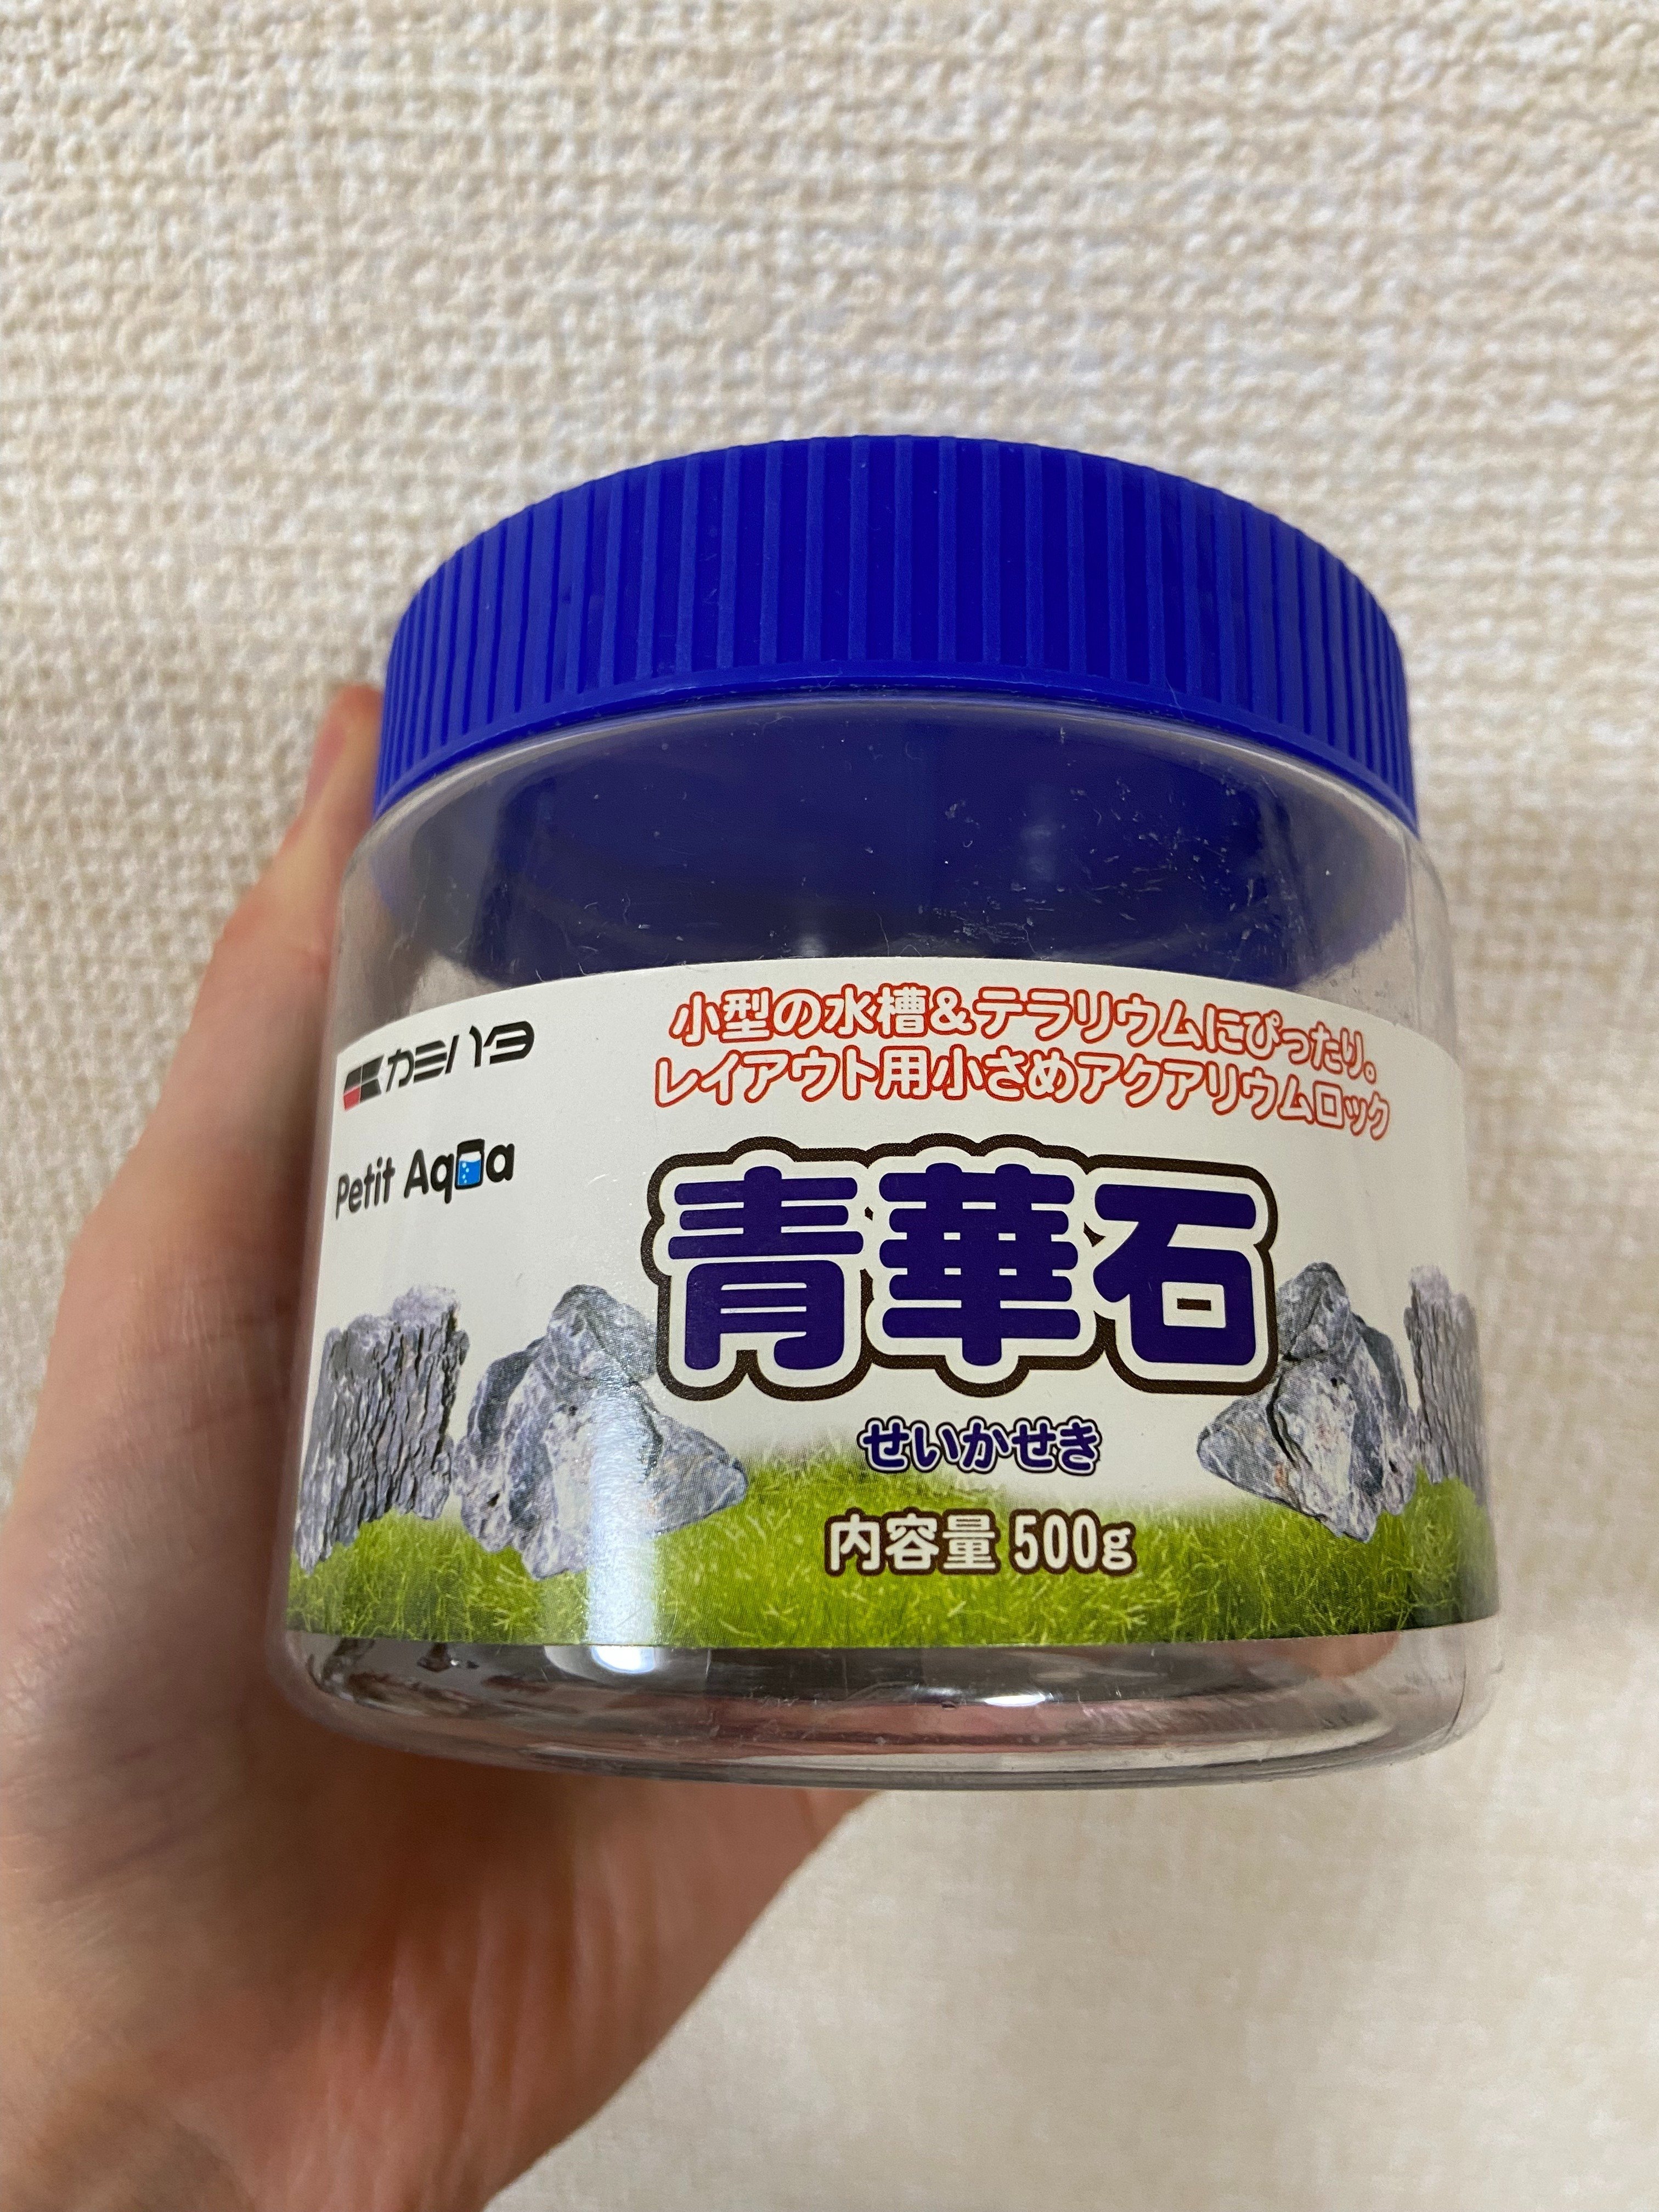 カミハタ
Petit Aqua
小型の水槽&テラリウムにぴったり。
レイアウト用小さめアクアリウムロック
青華石
せいかせき
内容量 500g